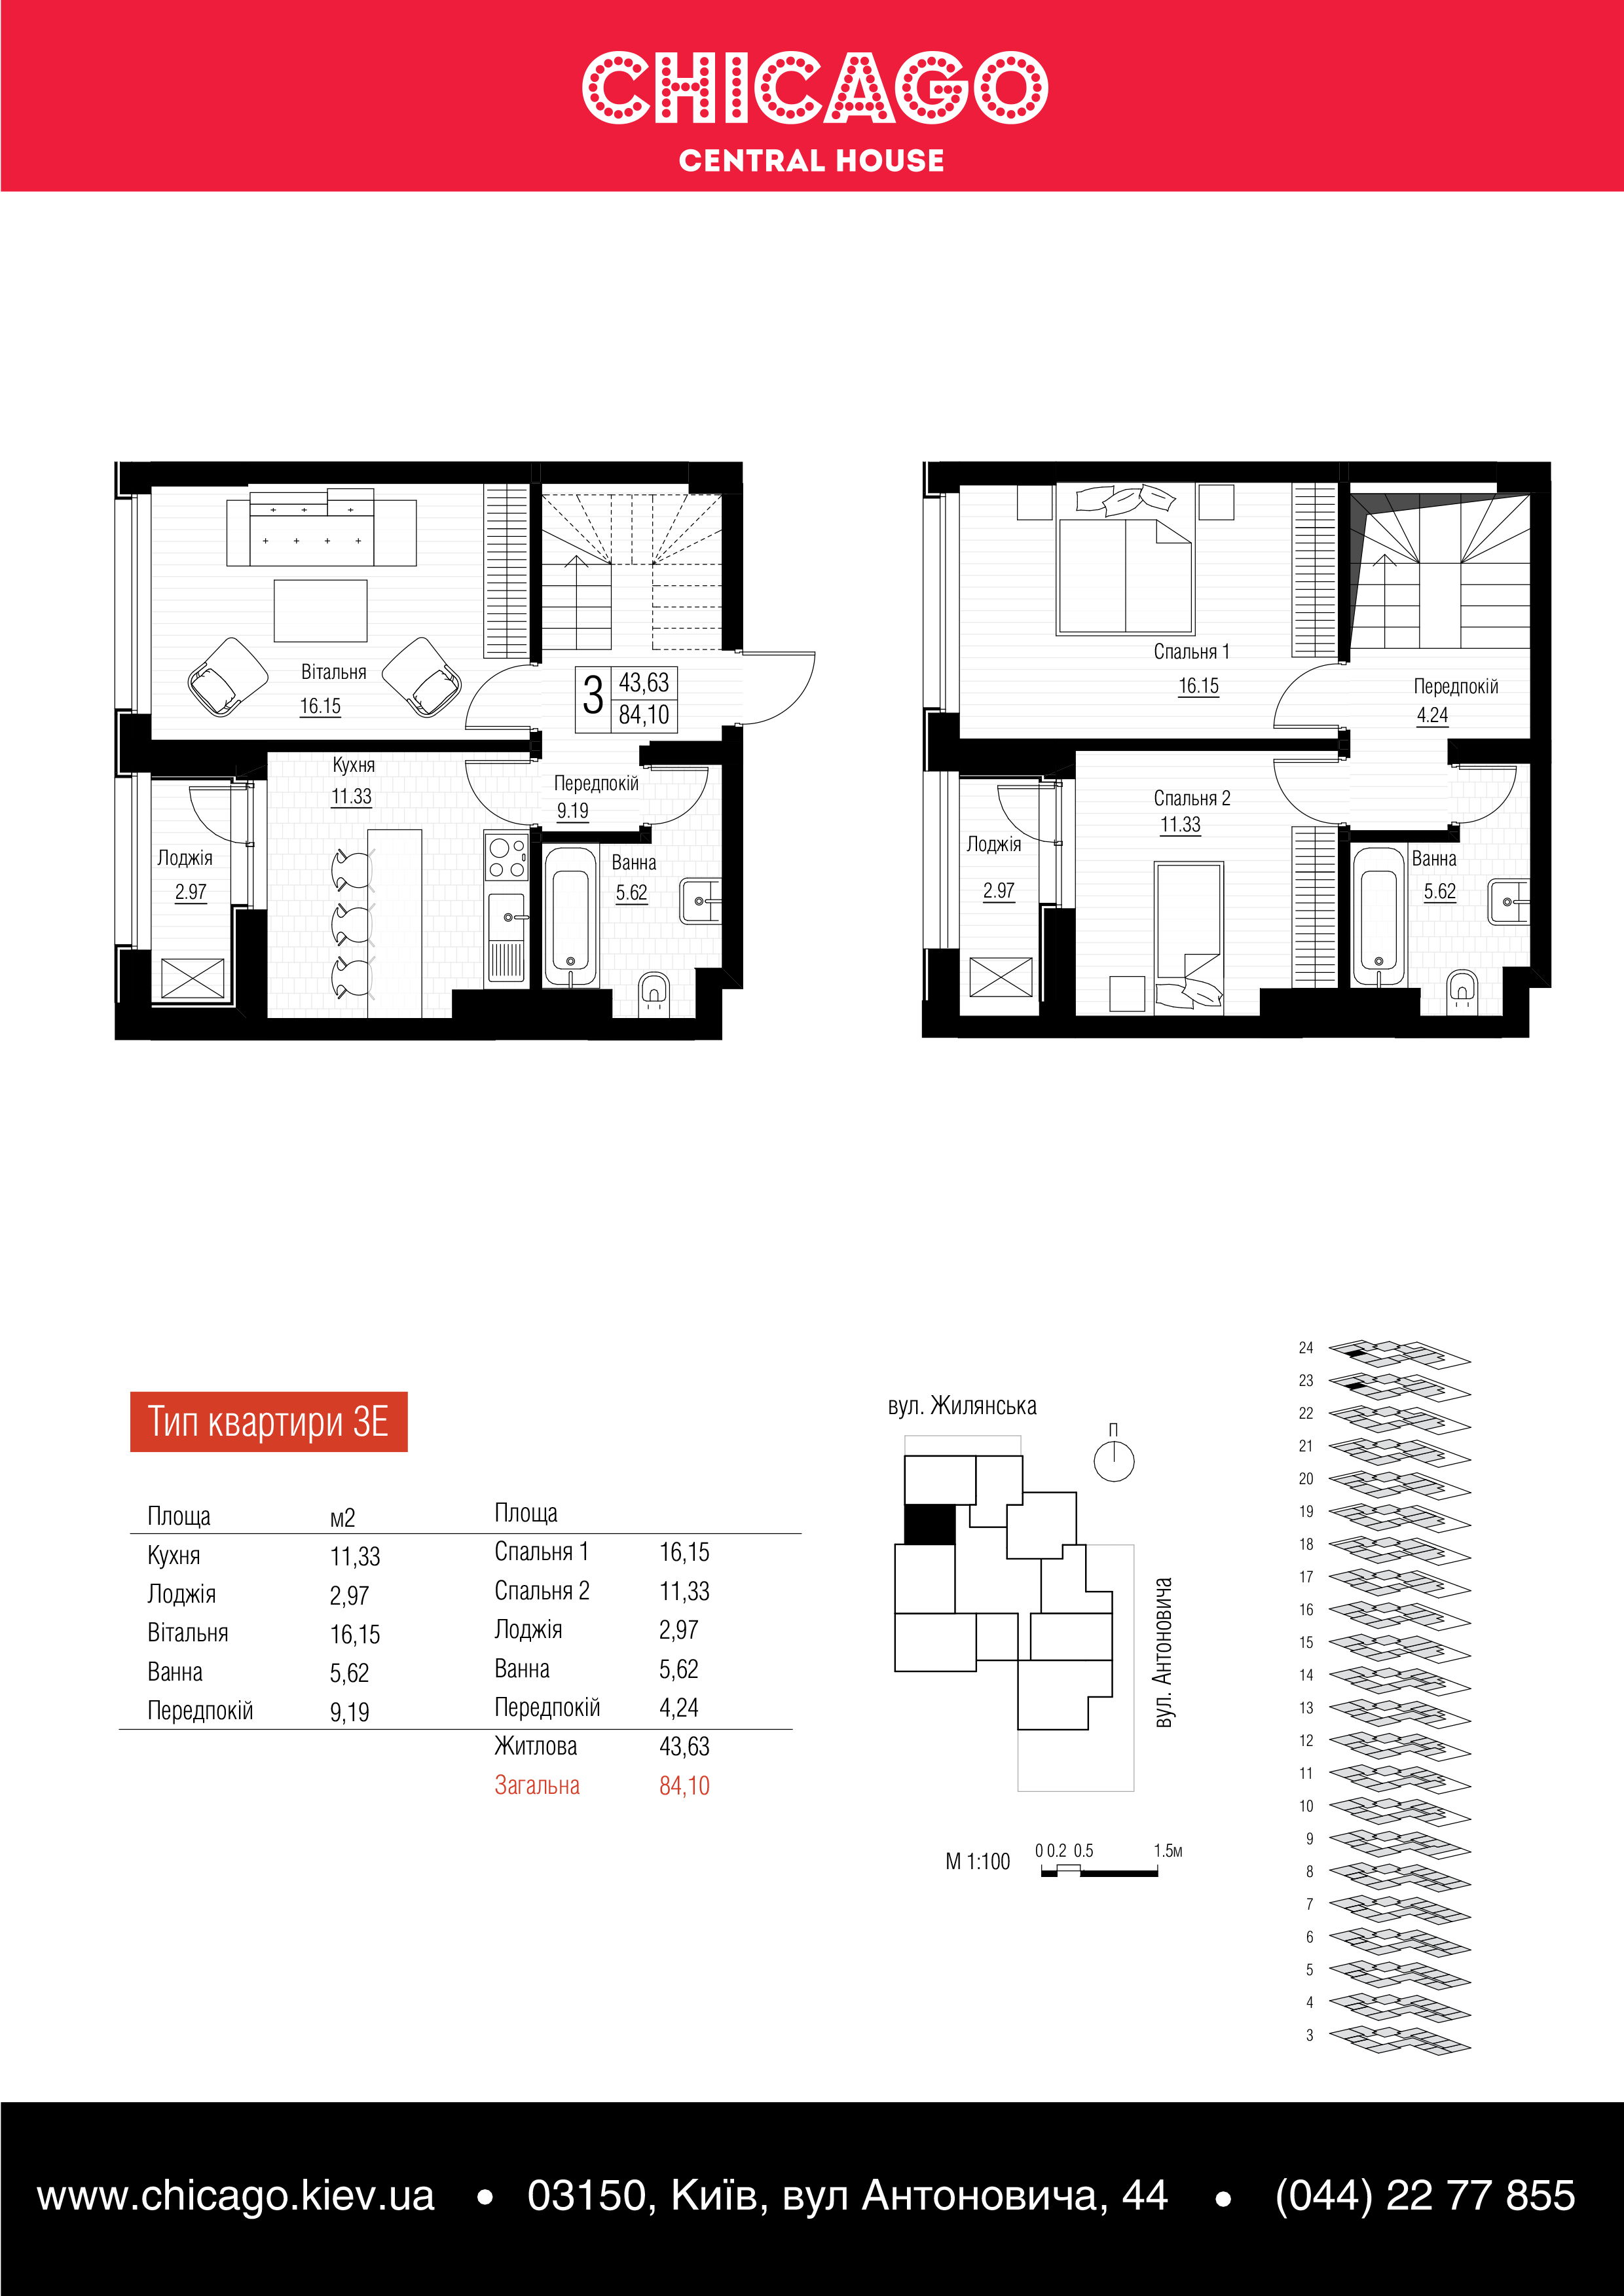 CHICAGO
CENTRAL HOUSE
Вітальня
16.15
3
43,63
84,10
Кухня
11.33
Передпокій
9.19
Лоджія
2.97
Ванна
5.62
Спальня 1
16.15
Передпокій
4.24
Спальня 2
11.33
Лоджія
2.97
Ванна
5.62
Тип квартири 3Е
Площа м2
Кухня 11,33
Лоджія 2,97
Вітальня 16,15
Ванна 5,62
Передпокій 9,19
Площа
Спальня 1 16,15
Спальня 2 11,33
Лоджія 2,97
Ванна 5,62
Передпокій 4,24
Житлова 43,63
Загальна 84,10
вул. Жилянська
П
вул. Антоновича
М 1:100
0 0.2 0.5 1.5м
24
23
22
21
20
19
18
17
16
15
14
13
12
11
10
9
8
7
6
5
4
3
www.chicago.kiev.ua • 03150, Київ, вул Антоновича, 44 • (044) 22 77 855